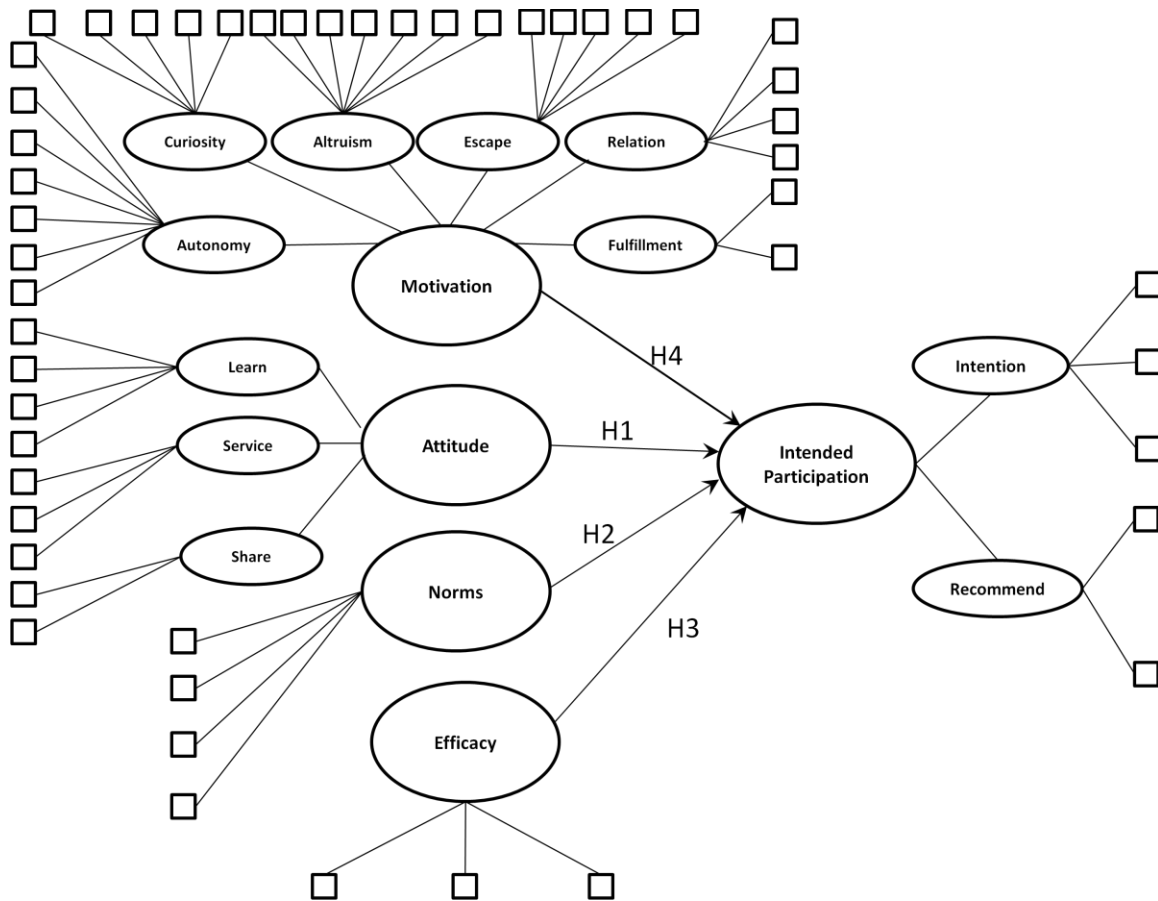 Curiosity
Altruism
Escape
Relation
Autonomy
Fulfillment
Motivation
H4
Learn
Intention
Attitude
H1
Service
Intended
Participation
H2
Share
Norms
Recommend
H3
Efficacy